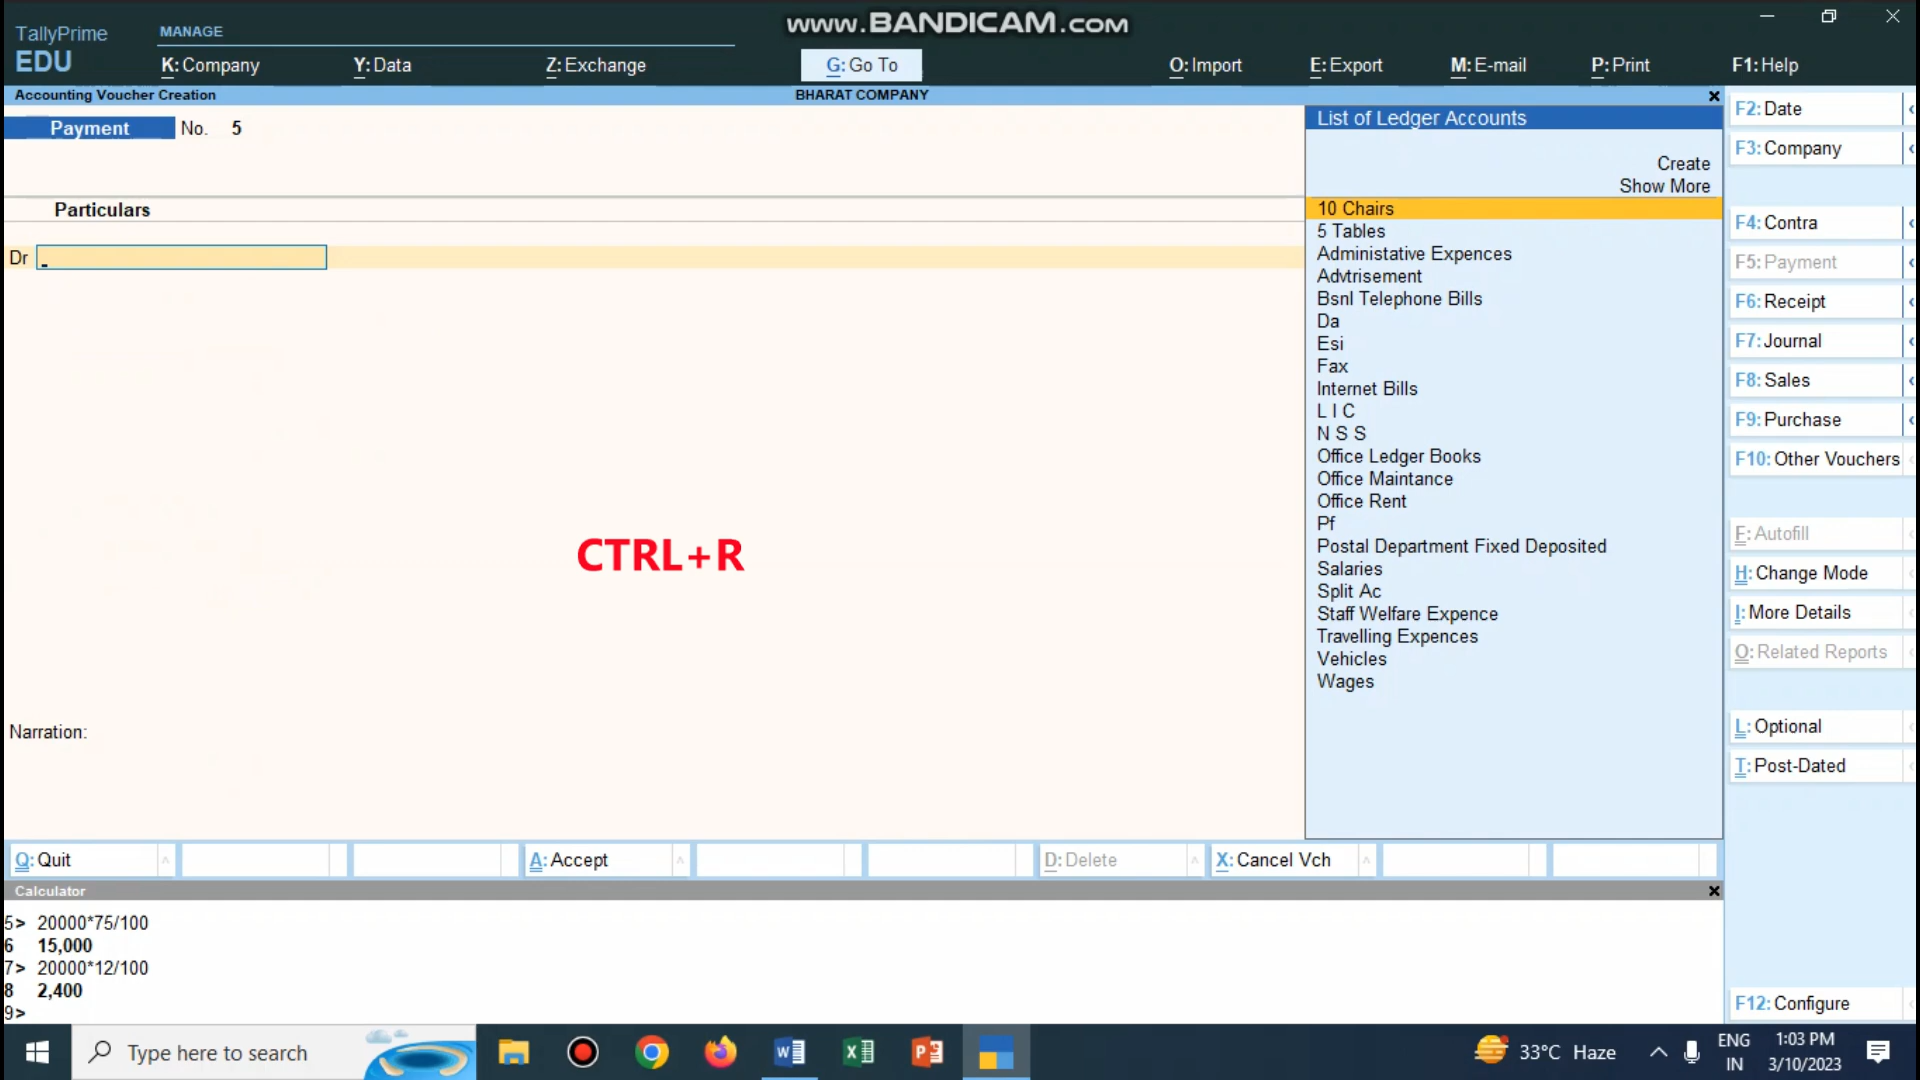 www.BANDICAM.com
TallyPrime
EDU
MANAGE
K: Company
Y: Data
Z: Exchange
G: Go To
O: Import
E: Export
M: E-mail
P: Print
F1: Help
Accounting Voucher Creation
BHARAT COMPANY
Payment No. 5
Particulars
Dr
CTRL+R
Narration:
List of Ledger Accounts
Create
Show More
10 Chairs
5 Tables
Administative Expences
Advtrisement
Bsnl Telephone Bills
Da
Esi
Fax
Internet Bills
L I C
N S S
Office Ledger Books
Office Maintance
Office Rent
Pf
Postal Department Fixed Deposited
Salaries
Split Ac
Staff Welfare Expence
Travelling Expences
Vehicles
Wages
F2: Date
F3: Company
F4: Contra
F5: Payment
F6: Receipt
F7: Journal
F8: Sales
F9: Purchase
F10: Other Vouchers
F: Autofill
H: Change Mode
I: More Details
O: Related Reports
L: Optional
T: Post-Dated
F12: Configure
Q: Quit
A: Accept
D: Delete
X: Cancel Vch
Calculator
5> 20000*75/100
6 15,000
7> 20000*12/100
8 2,400
9>
Type here to search
33°C Haze
ENG
IN
1:03 PM
3/10/2023